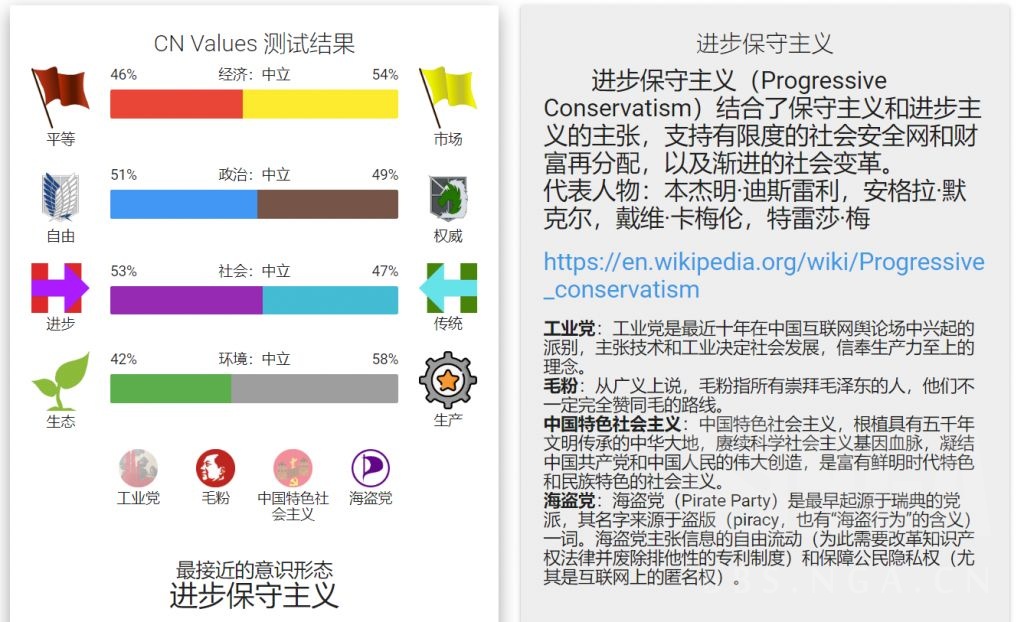 CN Values 测试结果
46% 经济：中立 54%
平等 市场
51% 政治：中立 49%
自由 权威
53% 社会：中立 47%
进步 传统
42% 环境：中立 58%
生态 生产
工业党 毛粉 中国特色社会主义 海盗党
最接近的意识形态
进步保守主义
进步保守主义
进步保守主义（Progressive
Conservatism）结合了保守主义和进步主
义的主张，支持有限度的社会安全网和财
富再分配，以及渐进的社会变革。
代表人物：本杰明·迪斯雷利，安格拉·默
克尔，戴维·卡梅伦，特雷莎·梅
https://en.wikipedia.org/wiki/Progressive
_conservatism
工业党：工业党是最近十年在中国互联网舆论场中兴起的
派别，主张技术和工业决定社会发展，信奉生产力至上的
理念。
毛粉：从广义上说，毛粉指所有崇拜毛泽东的人，他们不
一定完全赞同毛的路线。
中国特色社会主义：中国特色社会主义，根植具有五千年
文明传承的中华大地，赓续科学社会主义基因血脉，凝结
中国共产党和中国人民的伟大创造，是富有鲜明时代特色
和民族特色的社会主义。
海盗党：海盗党（Pirate Party）是最早起源于瑞典的党
派，其名字来源于盗版（piracy，也有“海盗行为”的含义）
一词。海盗党主张信息的自由流动（为此需要改革知识产
权法律并废除排他性的专利制度）和保障公民隐私权（尤
其是互联网上的匿名权）。
BBS.NGA.CN